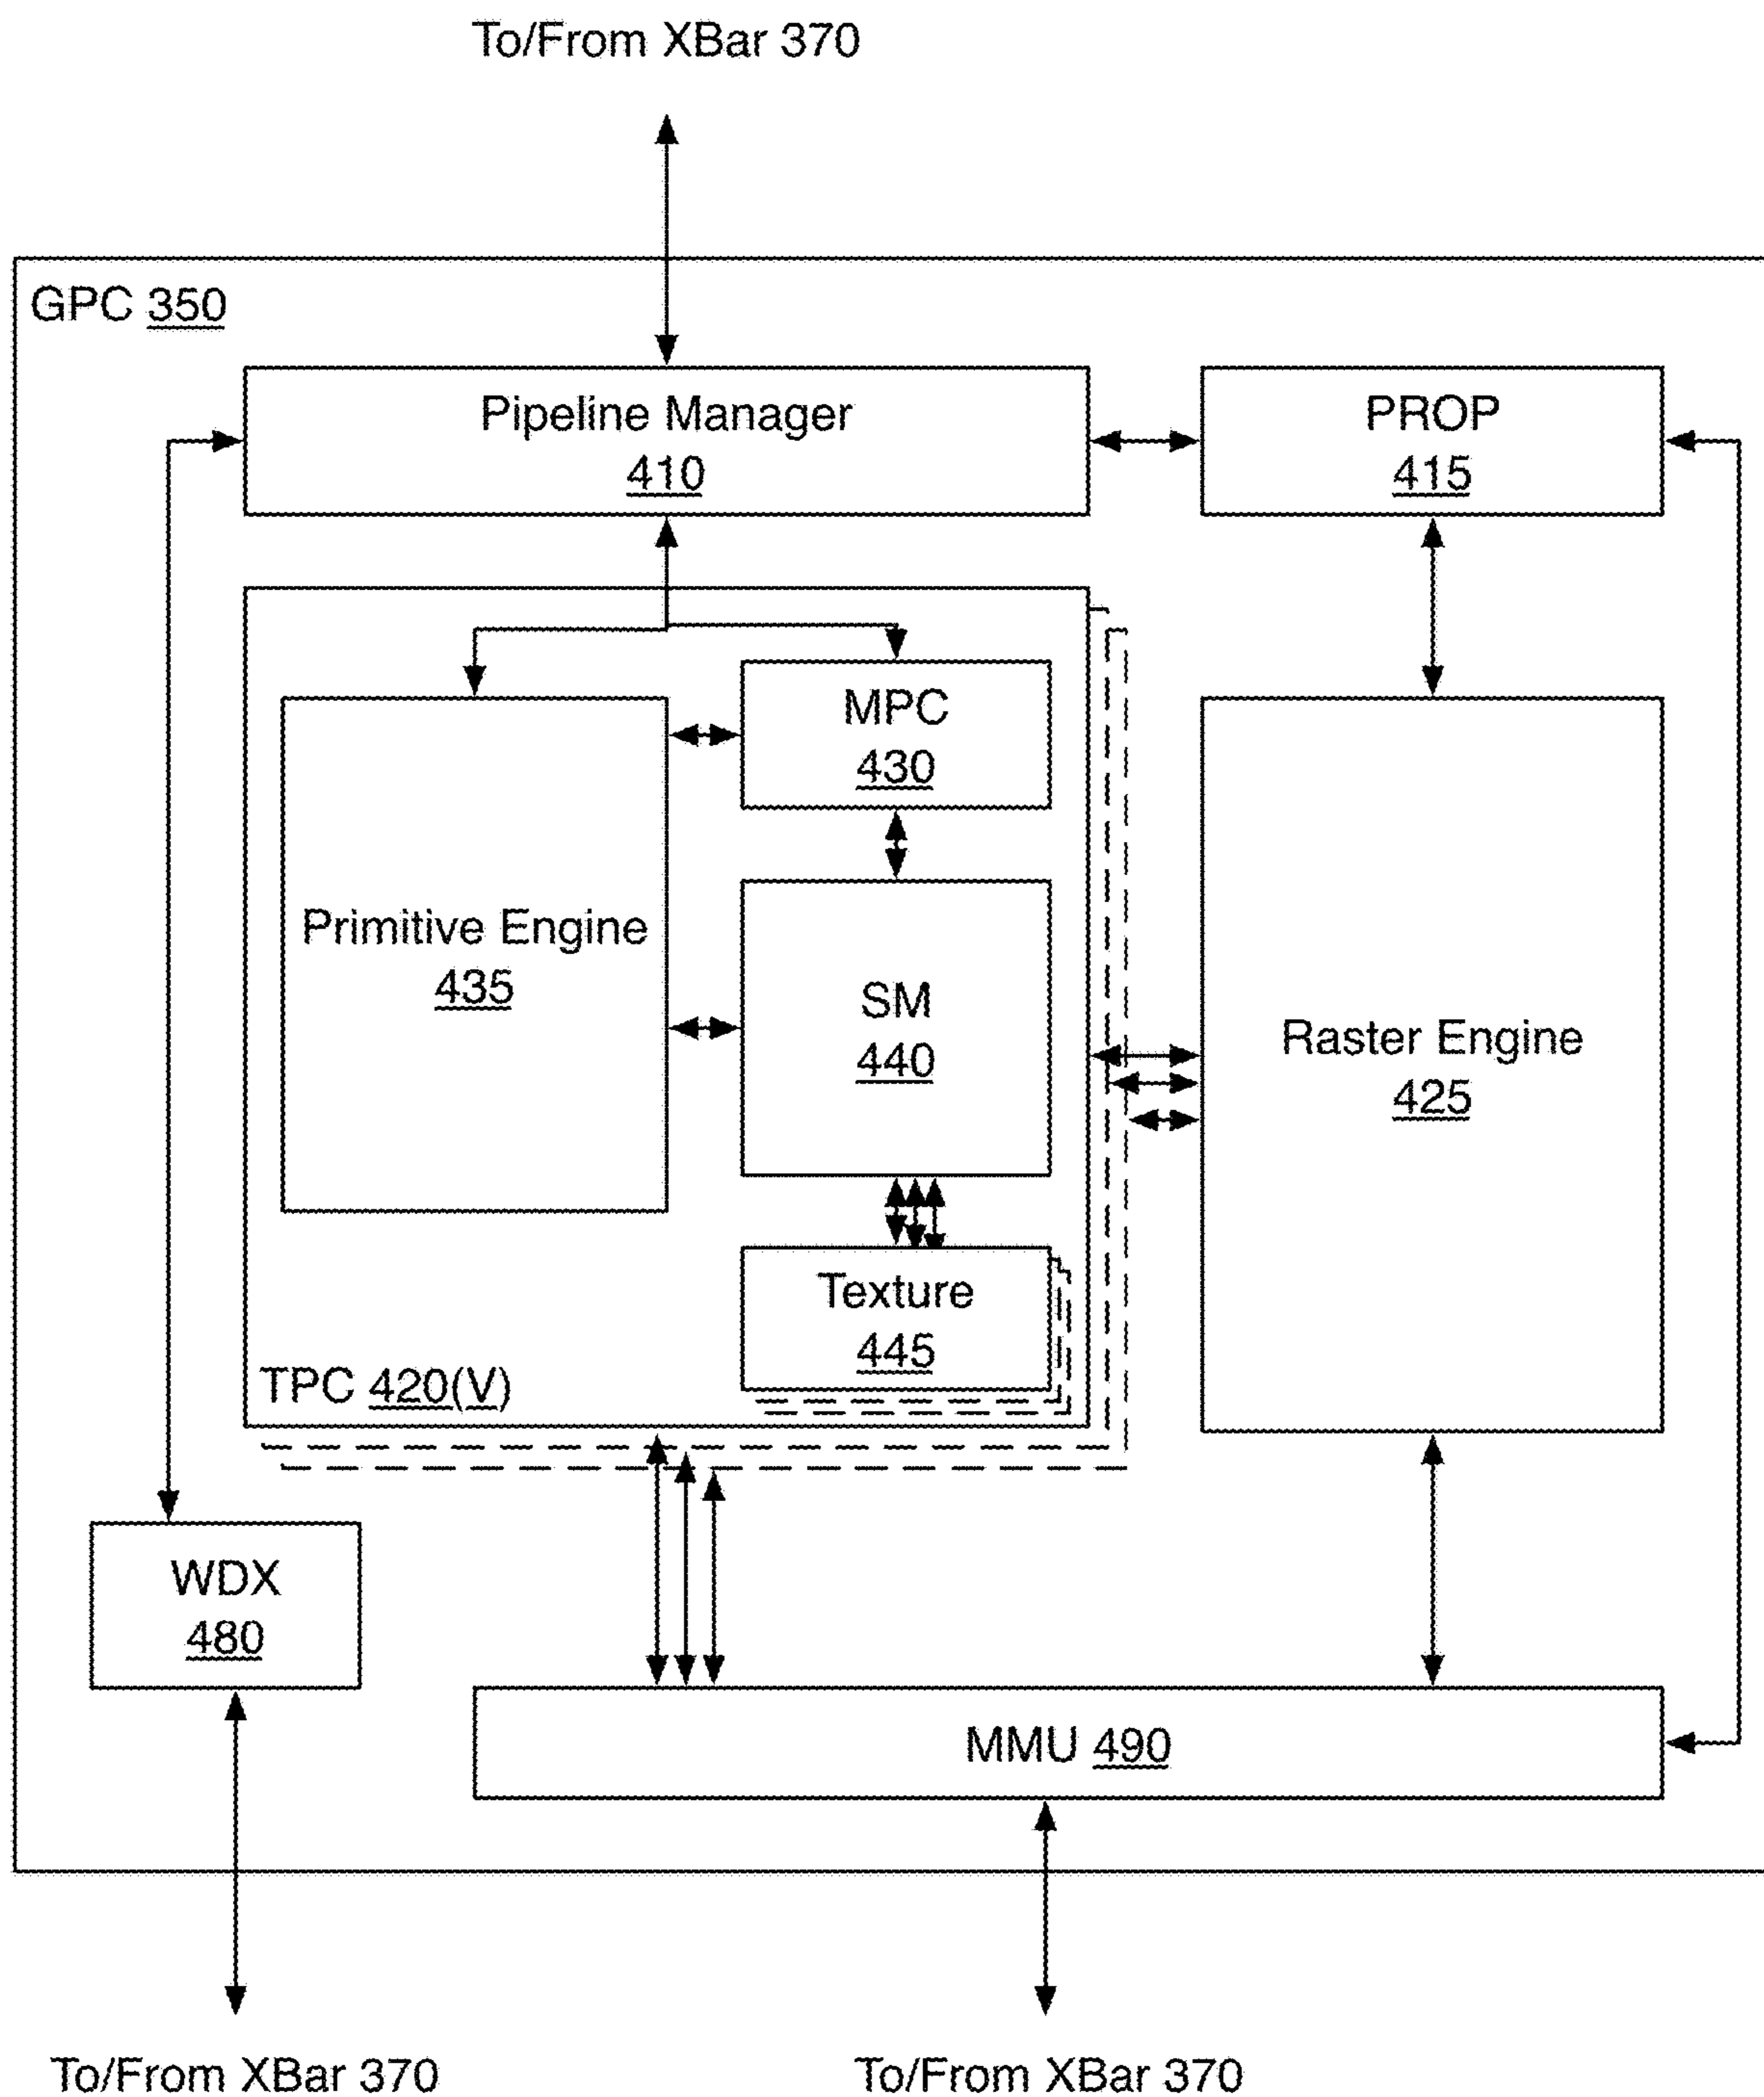 To/From XBar 370
GPC 350
Pipeline Manager
410
PROP
415
MPC
430
Primitive Engine
435
SM
440
Raster Engine
425
Texture
445
TPC 420(V)
WDX
480
MMU 490
To/From XBar 370
To/From XBar 370